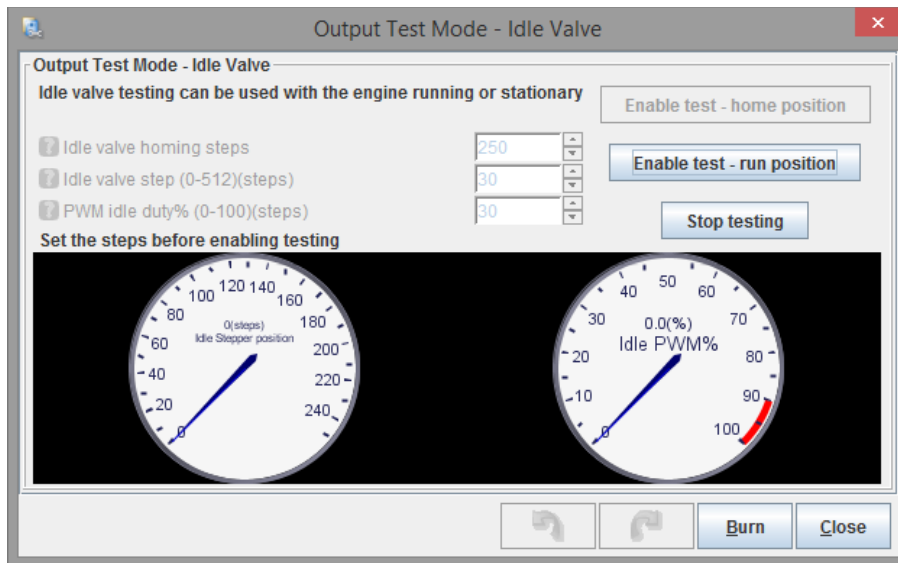 Output Test Mode - Idle Valve
Output Test Mode - Idle Valve
Idle valve testing can be used with the engine running or stationary
Enable test - home position
Idle valve homing steps
250
Enable test - run position
Idle valve step (0-512)(steps)
30
PWM idle duty% (0-100)(steps)
30
Stop testing
Set the steps before enabling testing
0
20
40
60
80
100
120
140
160
180
200
220
240
0(steps)
Idle Stepper position
0
10
20
30
40
50
60
70
80
90
100
0.0(%)
Idle PWM%
Burn
Close